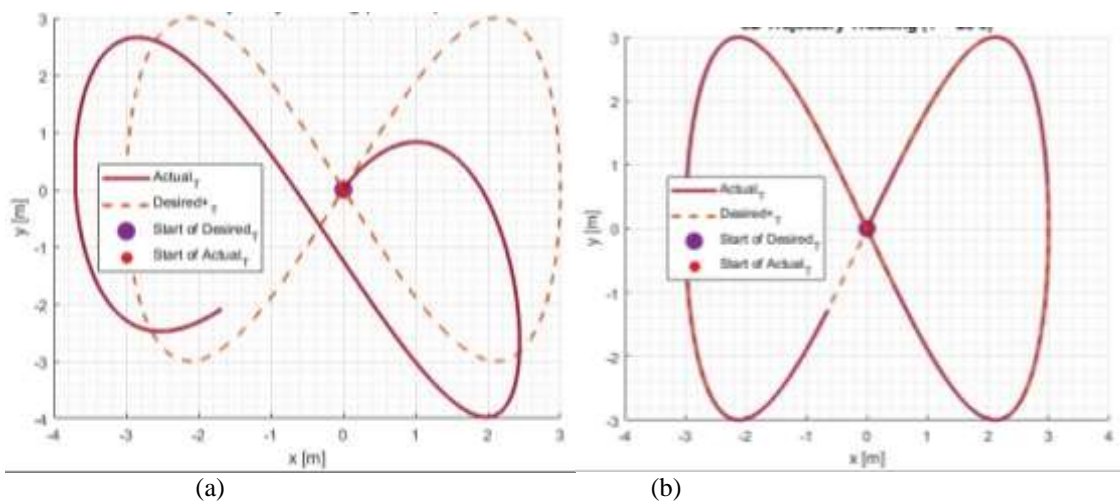 3
2
1
0
-1
-2
-3
-4
y [m]
-4 -3 -2 -1 0 1 2 3
x [m]
Actual_T
Desired*_T
Start of Desired_T
Start of Actual_T
(a)
3
2
1
0
-1
-2
-3
y [m]
-4 -3 -2 -1 0 1 2 3 4
x [m]
Actual_T
Desired*_T
Start of Desired_T
Start of Actual_T
(b)